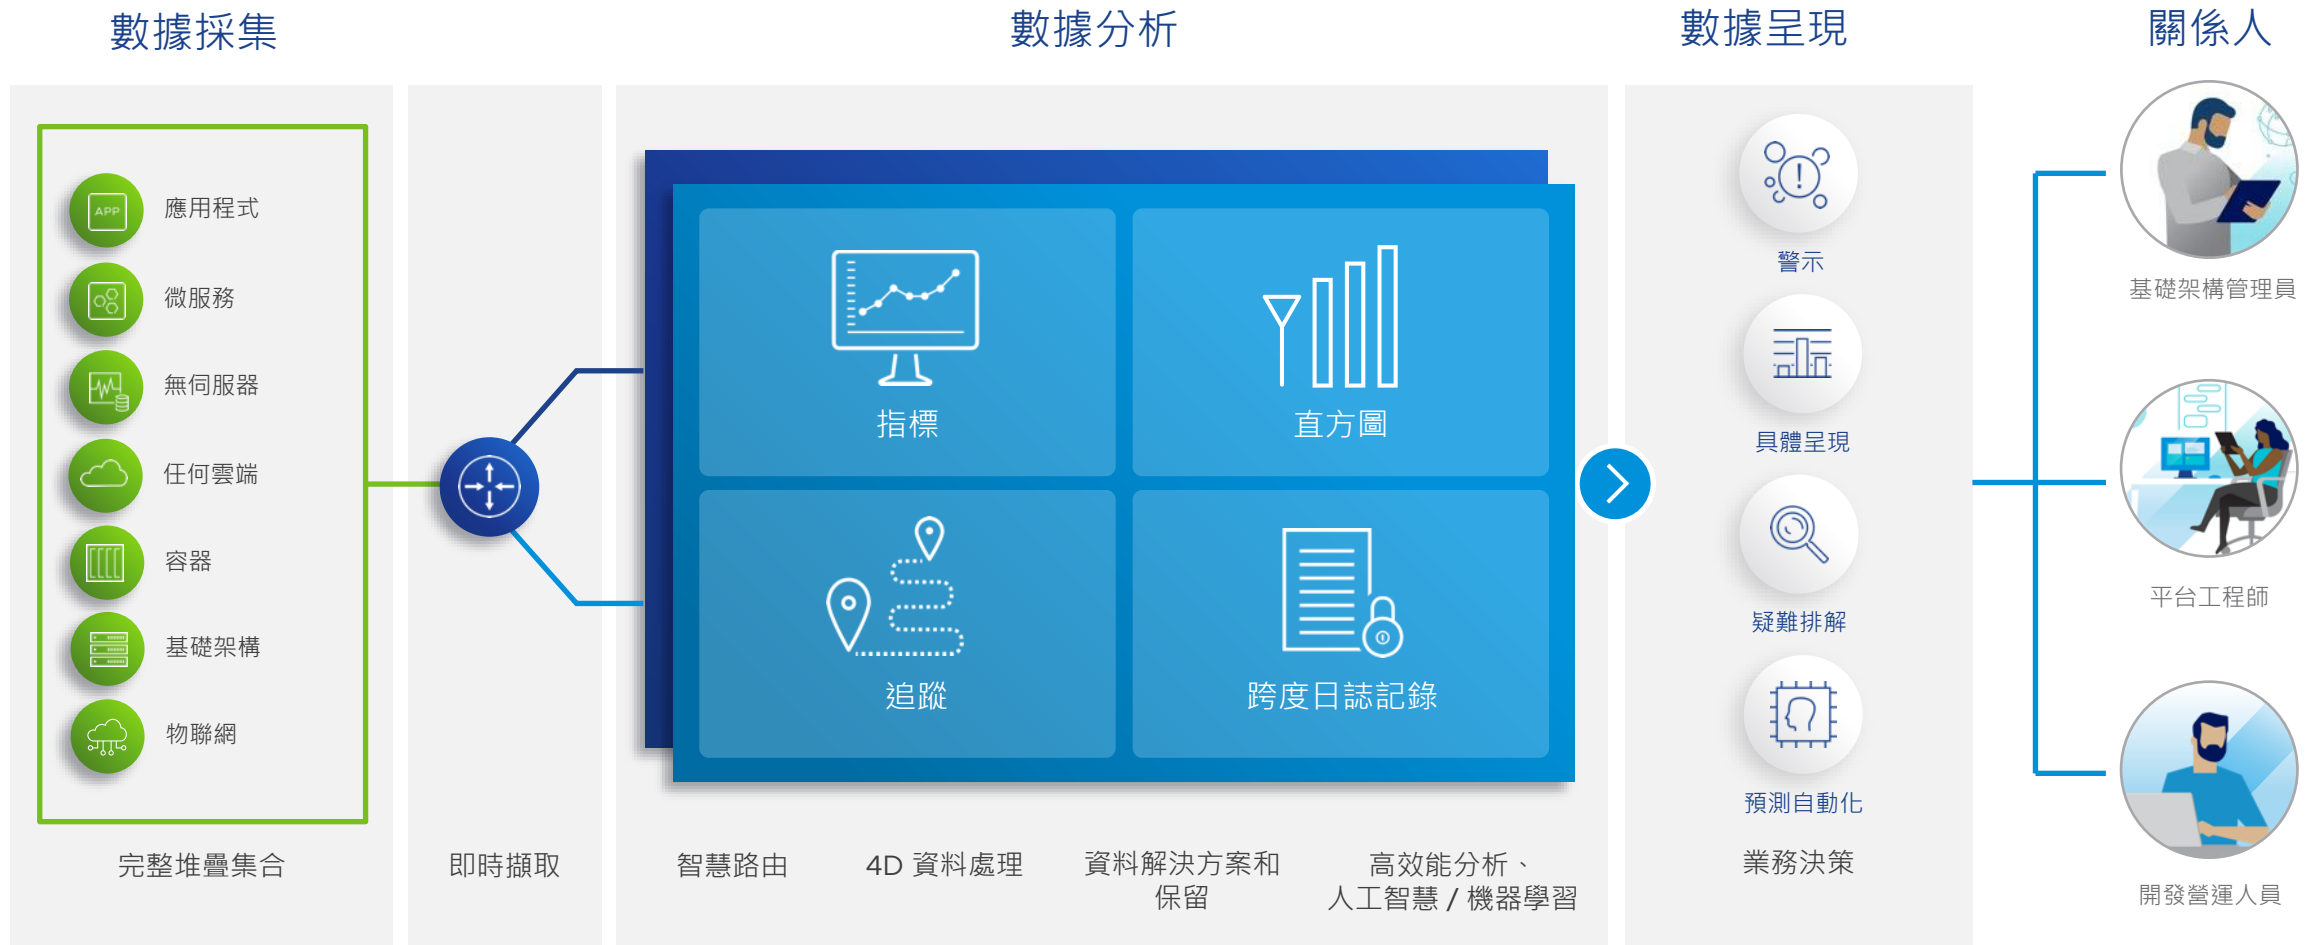 數據採集
數據分析
數據呈現
關係人
APP
應用程式
微服務
無伺服器
任何雲端
容器
基礎架構
物聯網
完整堆疊集合
即時擷取
指標
直方圖
追蹤
跨度日誌記錄
智慧路由
4D 資料處理
資料解決方案和
保留
高效能分析、
人工智慧 / 機器學習
警示
具體呈現
疑難排解
預測自動化
業務決策
基礎架構管理員
平台工程師
開發營運人員